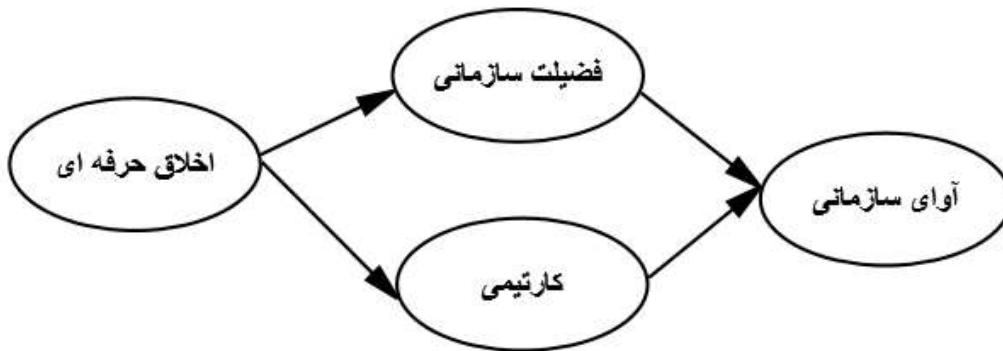 فضیلت سازمانی
اخلاق حرفه ای
آوای سازمانی
کارتیمی